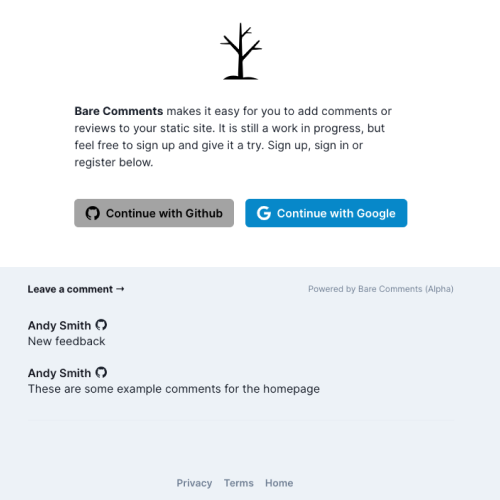 Bare Comments makes it easy for you to add comments or
reviews to your static site. It is still a work in progress, but
feel free to sign up and give it a try. Sign up, sign in or
register below.
Continue with Github
Continue with Google
Leave a comment →
Powered by Bare Comments (Alpha)
Andy Smith
New feedback
Andy Smith
These are some example comments for the homepage
Privacy Terms Home